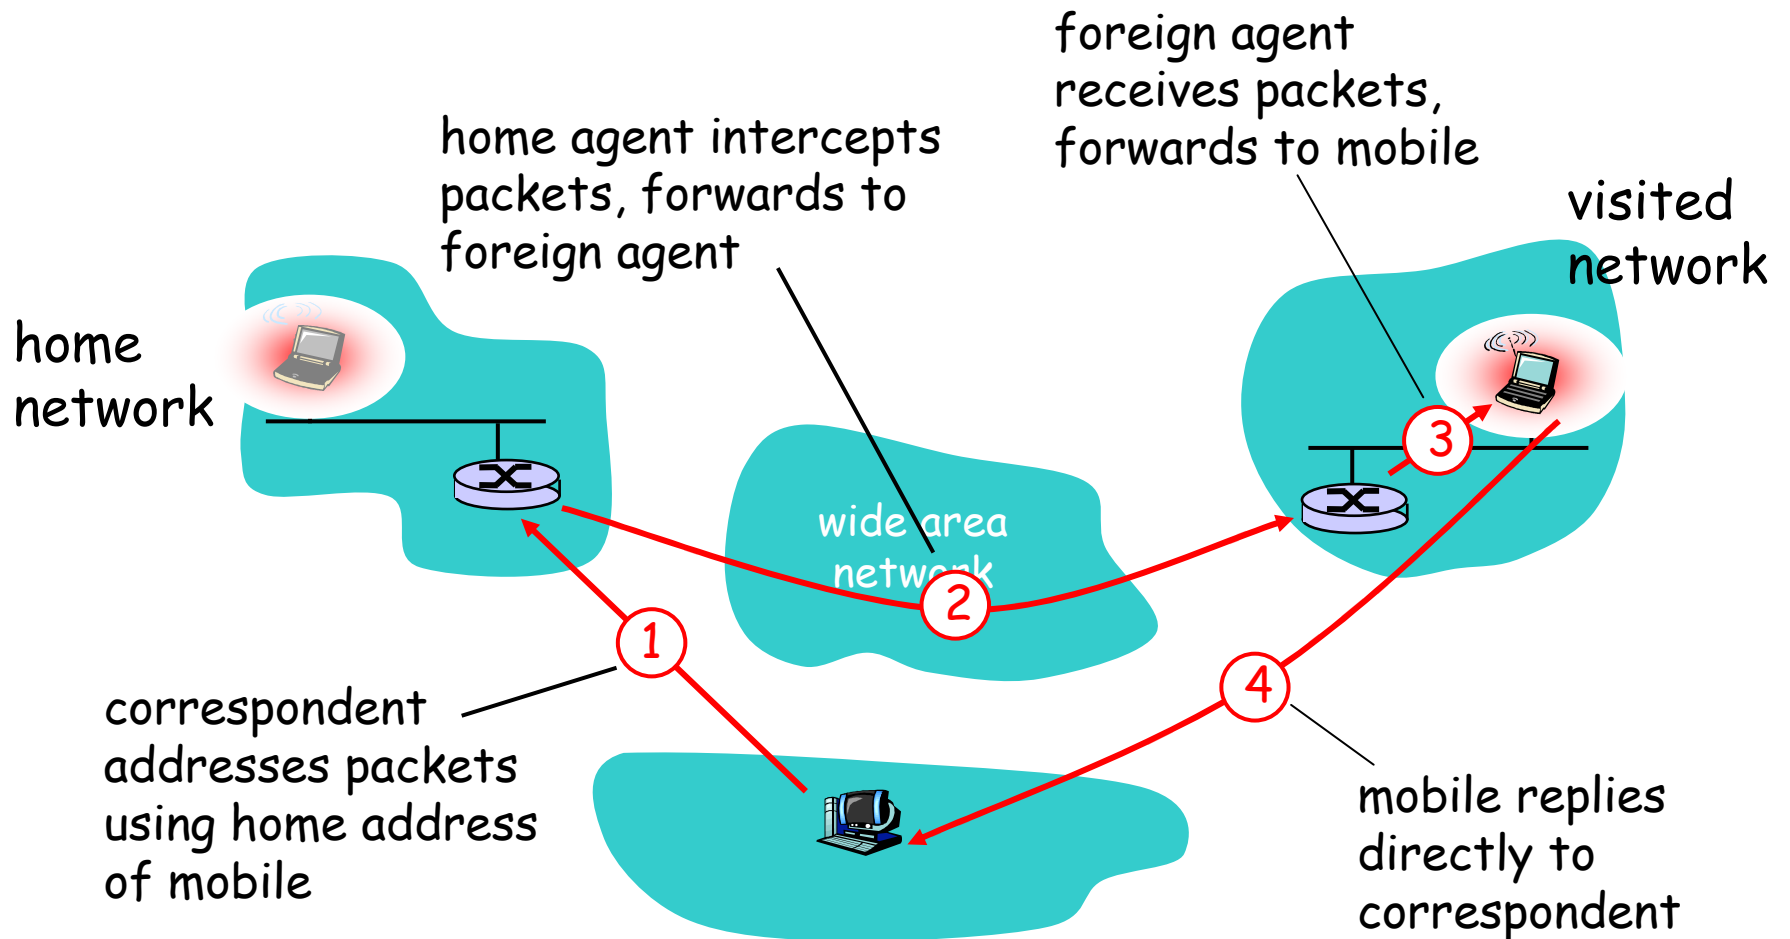 foreign agent
receives packets,
forwards to mobile
home agent intercepts
packets, forwards to
foreign agent
visited
network
home
network
wide area
network
3
2
1
4
correspondent
addresses packets
using home address
of mobile
mobile replies
directly to
correspondent